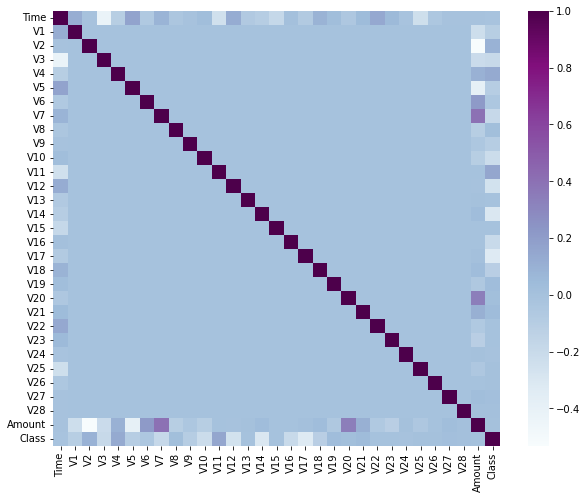 Time
V1
V2
V3
V4
V5
V6
V7
V8
V9
V10
V11
V12
V13
V14
V15
V16
V17
V18
V19
V20
V21
V22
V23
V24
V25
V26
V27
V28
Amount
Class
Time
V1
V2
V3
V4
V5
V6
V7
V8
V9
V10
V11
V12
V13
V14
V15
V16
V17
V18
V19
V20
V21
V22
V23
V24
V25
V26
V27
V28
Amount
Class
1.0
0.8
0.6
0.4
0.2
0.0
−0.2
−0.4